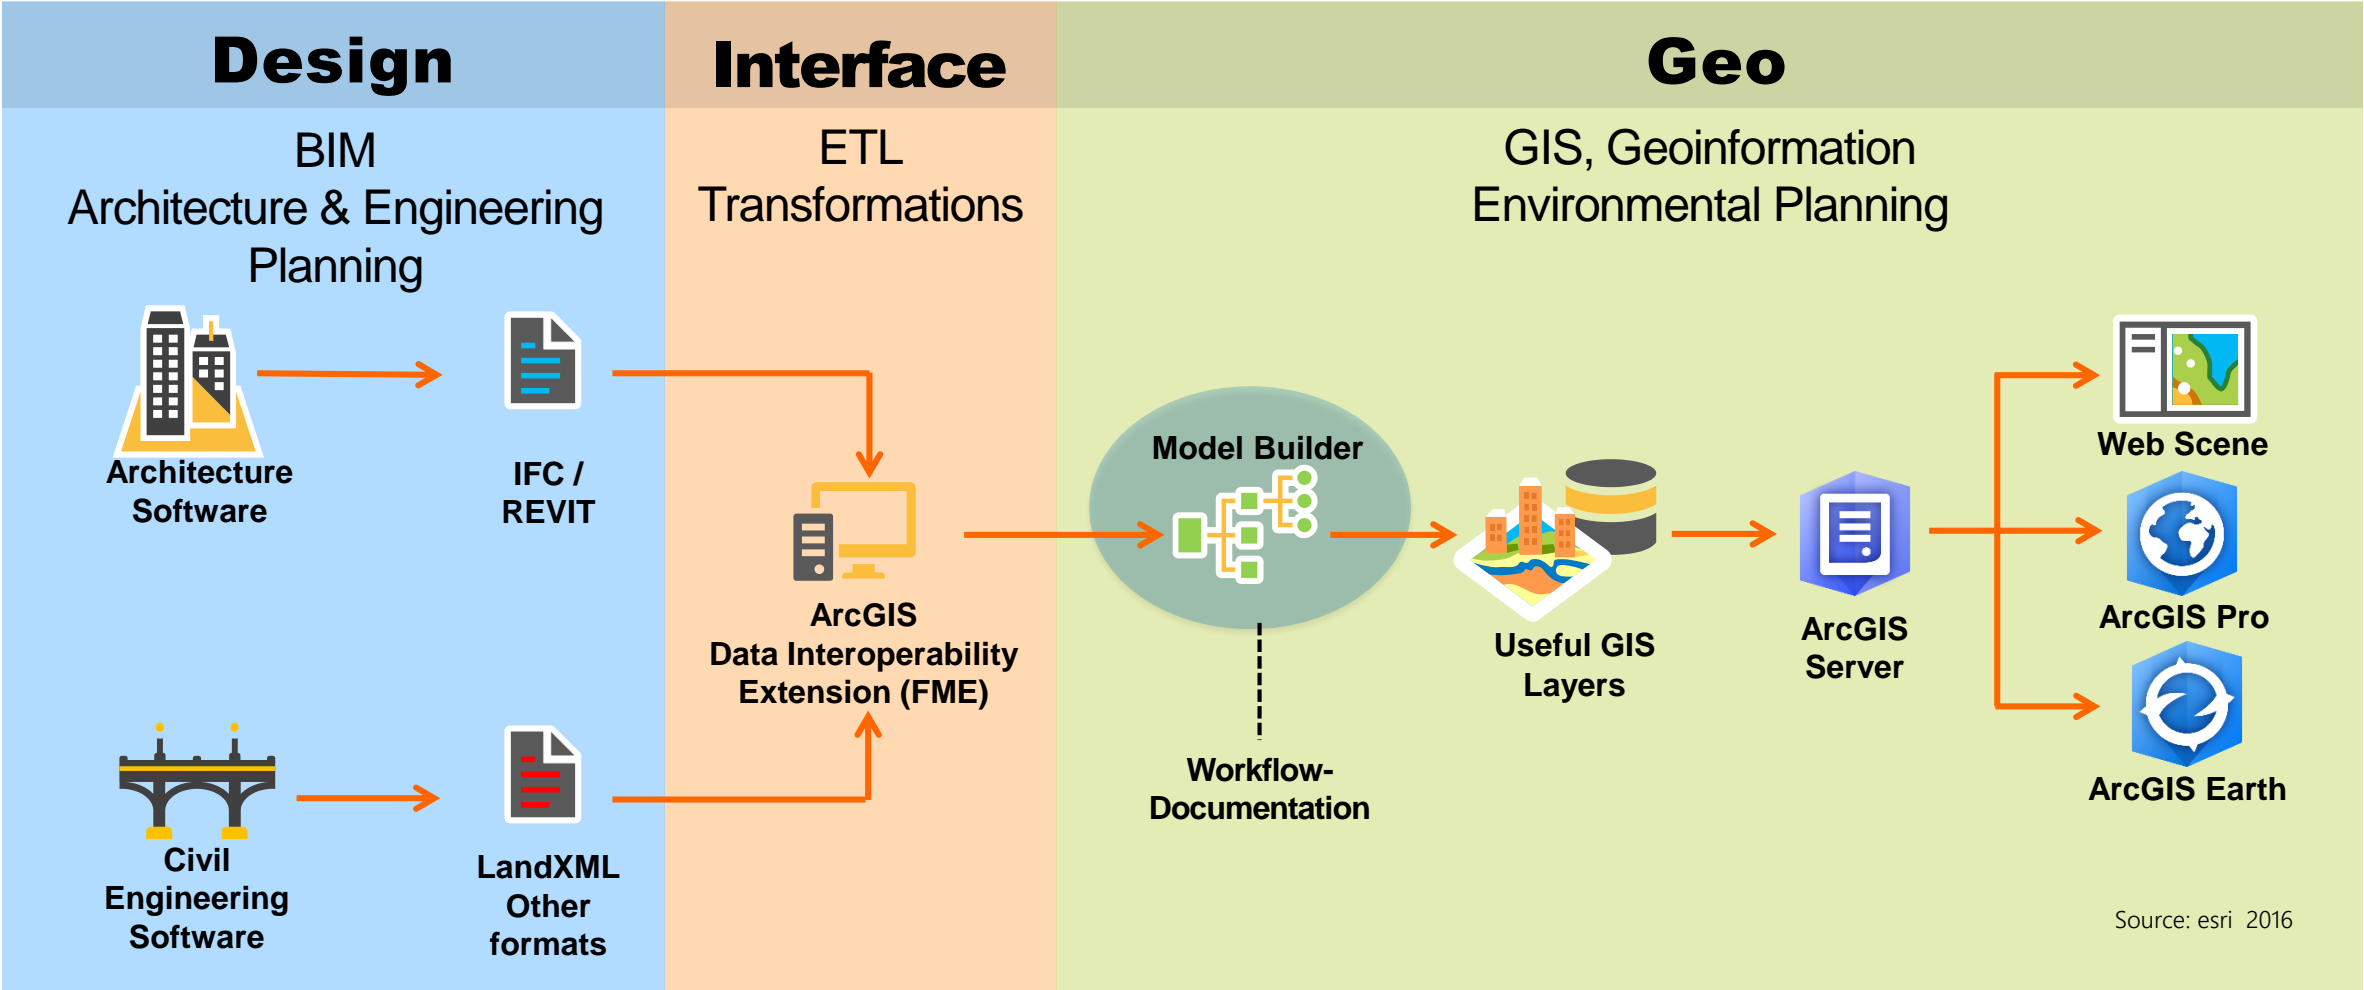 Design
Interface
Geo
BIM
Architecture & Engineering
Planning
ETL
Transformations
GIS, Geoinformation
Environmental Planning
Architecture
Software
IFC /
REVIT
Civil
Engineering
Software
LandXML
Other
formats
ArcGIS
Data Interoperability
Extension (FME)
Model Builder
Workflow-
Documentation
Useful GIS
Layers
ArcGIS
Server
Web Scene
ArcGIS Pro
ArcGIS Earth
Source: esri 2016